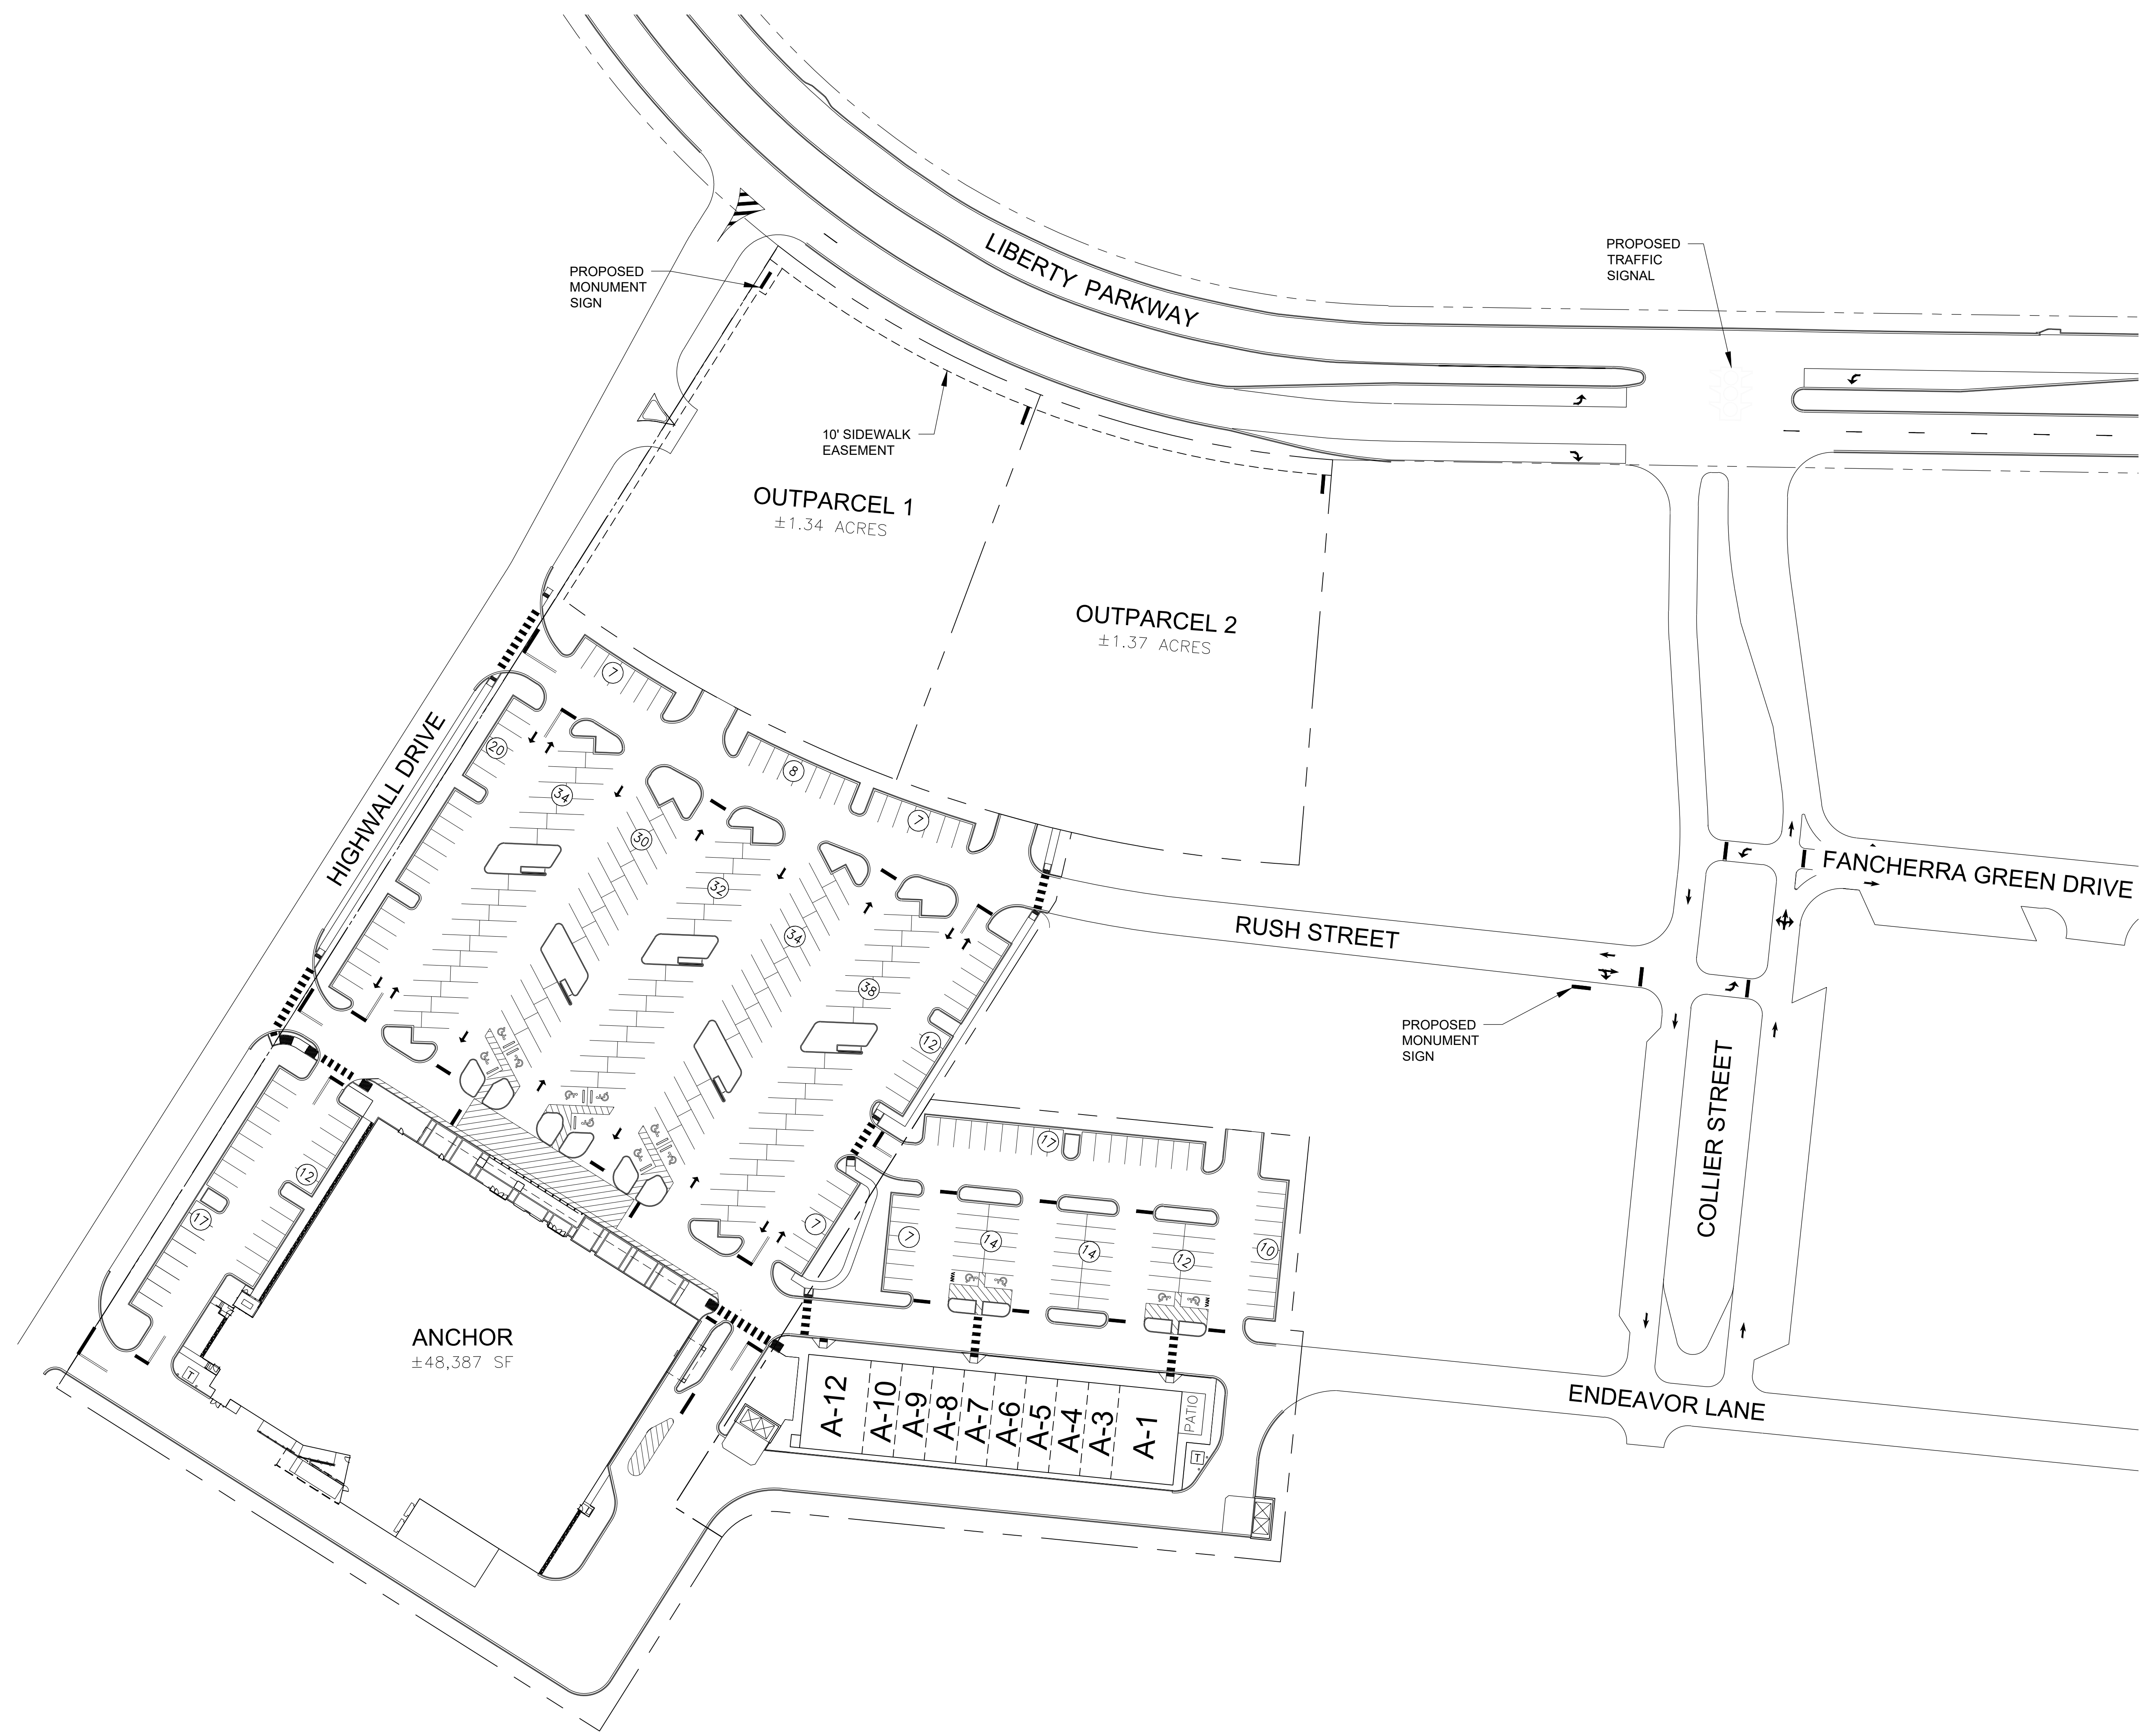 PROPOSED
TRAFFIC
SIGNAL
LIBERTY PARKWAY
PROPOSED
MONUMENT
SIGN
10' SIDEWALK
EASEMENT
OUTPARCEL 1
±1.34 ACRES
OUTPARCEL 2
±1.37 ACRES
7
20
34
8
30
7
32
34
38
12
HIGHWALL DRIVE
FANCHERRA GREEN DRIVE
RUSH STREET
PROPOSED
MONUMENT
SIGN
COLLIER STREET
12
17
17
7
7
14
14
12
10
VAN
VAN
ANCHOR
±48,387 SF
T
A-12
A-10
A-9
A-8
A-7
A-6
A-5
A-4
A-3
A-1
PATIO
T
ENDEAVOR LANE